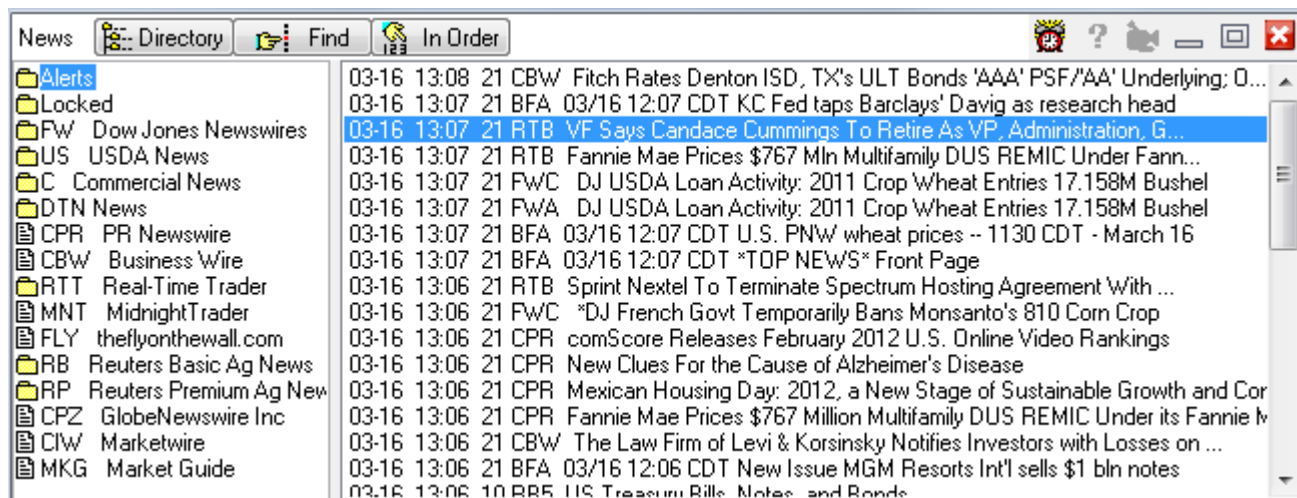 News Directory Find In Order
Alerts
Locked
FW Dow Jones Newswires
US USDA News
C Commercial News
DTN News
CPR PR Newswire
CBW Business Wire
RTT Real-Time Trader
MNT MidnightTrader
FLY theflyonthewall.com
RB Reuters Basic Ag News
RP Reuters Premium Ag New
CPZ GlobeNewswire Inc
CIW Marketwire
MKG Market Guide
03-16 13:08 21 CBW Fitch Rates Denton ISD, TX's ULT Bonds 'AAA' PSF/'AA' Underlying; O...
03-16 13:07 21 BFA 03/16 12:07 CDT KC Fed taps Barclays' Davig as research head
03-16 13:07 21 RTB VF Says Candace Cummings To Retire As VP, Administration, G...
03-16 13:07 21 RTB Fannie Mae Prices $767 Mln Multifamily DUS REMIC Under Fann...
03-16 13:07 21 FWC DJ USDA Loan Activity: 2011 Crop Wheat Entries 17.158M Bushel
03-16 13:07 21 FWA DJ USDA Loan Activity: 2011 Crop Wheat Entries 17.158M Bushel
03-16 13:07 21 BFA 03/16 12:07 CDT U.S. PNW wheat prices -- 1130 CDT - March 16
03-16 13:07 21 BFA 03/16 12:07 CDT *TOP NEWS* Front Page
03-16 13:06 21 RTB Sprint Nextel To Terminate Spectrum Hosting Agreement With ...
03-16 13:06 21 FWC *DJ French Govt Temporarily Bans Monsanto's 810 Corn Crop
03-16 13:06 21 CPR comScore Releases February 2012 U.S. Online Video Rankings
03-16 13:06 21 CPR New Clues For the Cause of Alzheimer's Disease
03-16 13:06 21 CPR Mexican Housing Day: 2012, a New Stage of Sustainable Growth and Cor
03-16 13:06 21 CPR Fannie Mae Prices $767 Million Multifamily DUS REMIC Under its Fannie M
03-16 13:06 21 CBW The Law Firm of Levi & Korsinsky Notifies Investors with Losses on ...
03-16 13:06 21 BFA 03/16 12:06 CDT New Issue MGM Resorts Int'l sells $1 bln notes
03-16 13:06 10 BB5 US Treasury Bills, Notes, and Bonds